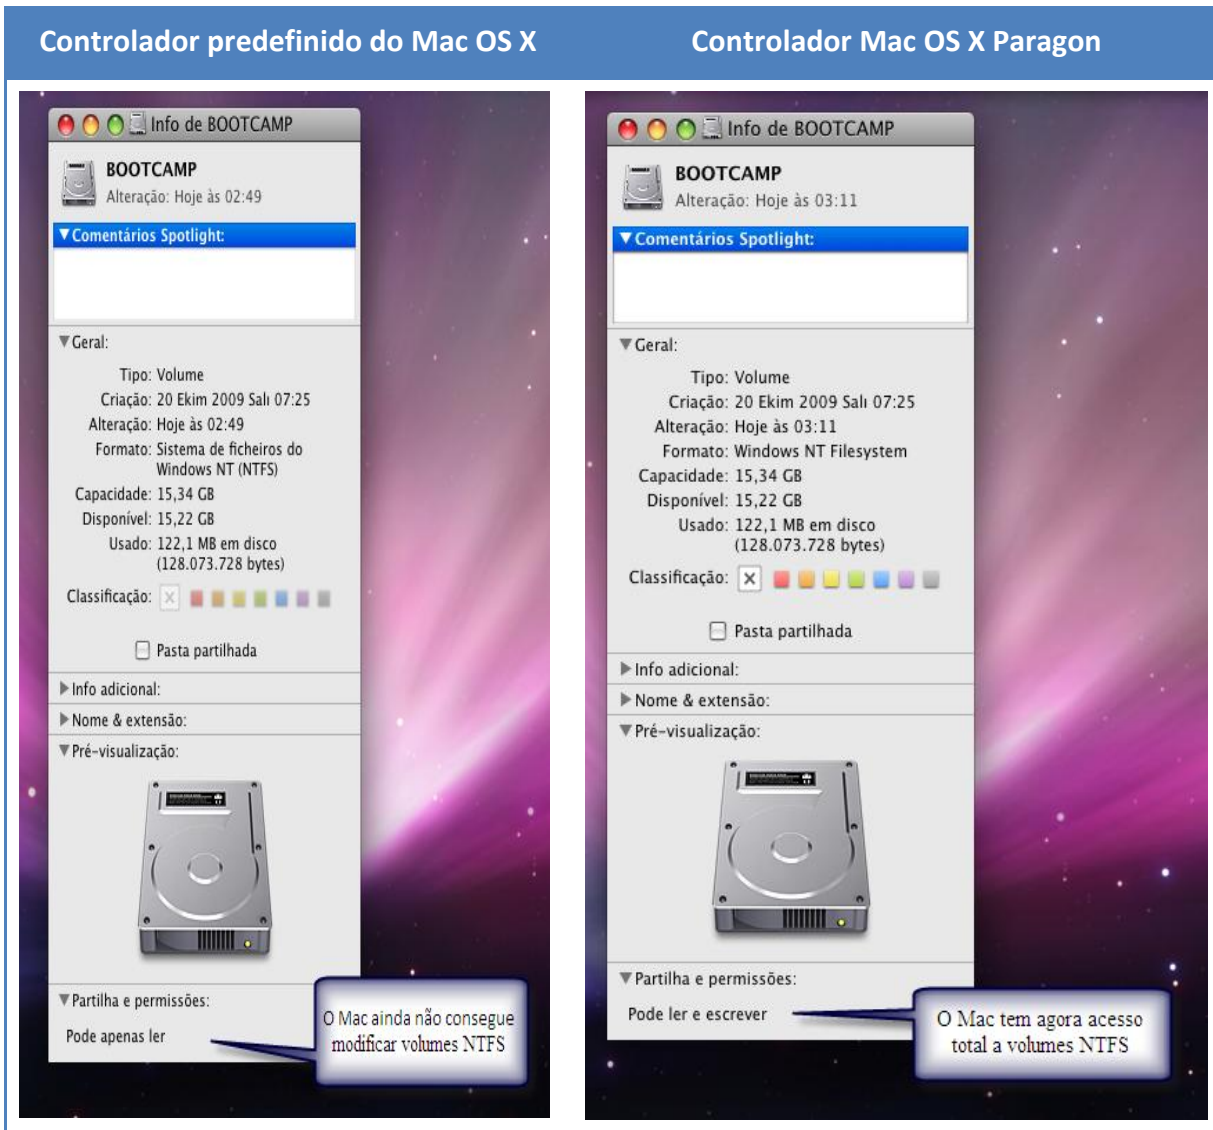 Controlador predefinido do Mac OS X
Info de BOOTCAMP
BOOTCAMP
Alteração: Hoje às 02:49
Comentários Spotlight:
Geral:
Tipo: Volume
Criação: 20 Ekim 2009 Salı 07:25
Alteração: Hoje às 02:49
Formato: Sistema de ficheiros do
Windows NT (NTFS)
Capacidade: 15,34 GB
Disponível: 15,22 GB
Usado: 122,1 MB em disco
(128.073.728 bytes)
Classificação:
Pasta partilhada
Info adicional:
Nome & extensão:
Pré-visualização:
Partilha e permissões:
Pode apenas ler
O Mac ainda não consegue
modificar volumes NTFS
Controlador Mac OS X Paragon
Info de BOOTCAMP
BOOTCAMP
Alteração: Hoje às 03:11
Comentários Spotlight:
Geral:
Tipo: Volume
Criação: 20 Ekim 2009 Salı 07:25
Alteração: Hoje às 03:11
Formato: Windows NT Filesystem
Capacidade: 15,34 GB
Disponível: 15,22 GB
Usado: 122,1 MB em disco
(128.073.728 bytes)
Classificação:
Pasta partilhada
Info adicional:
Nome & extensão:
Pré-visualização:
Partilha e permissões:
Pode ler e escrever
O Mac tem agora acesso
total a volumes NTFS